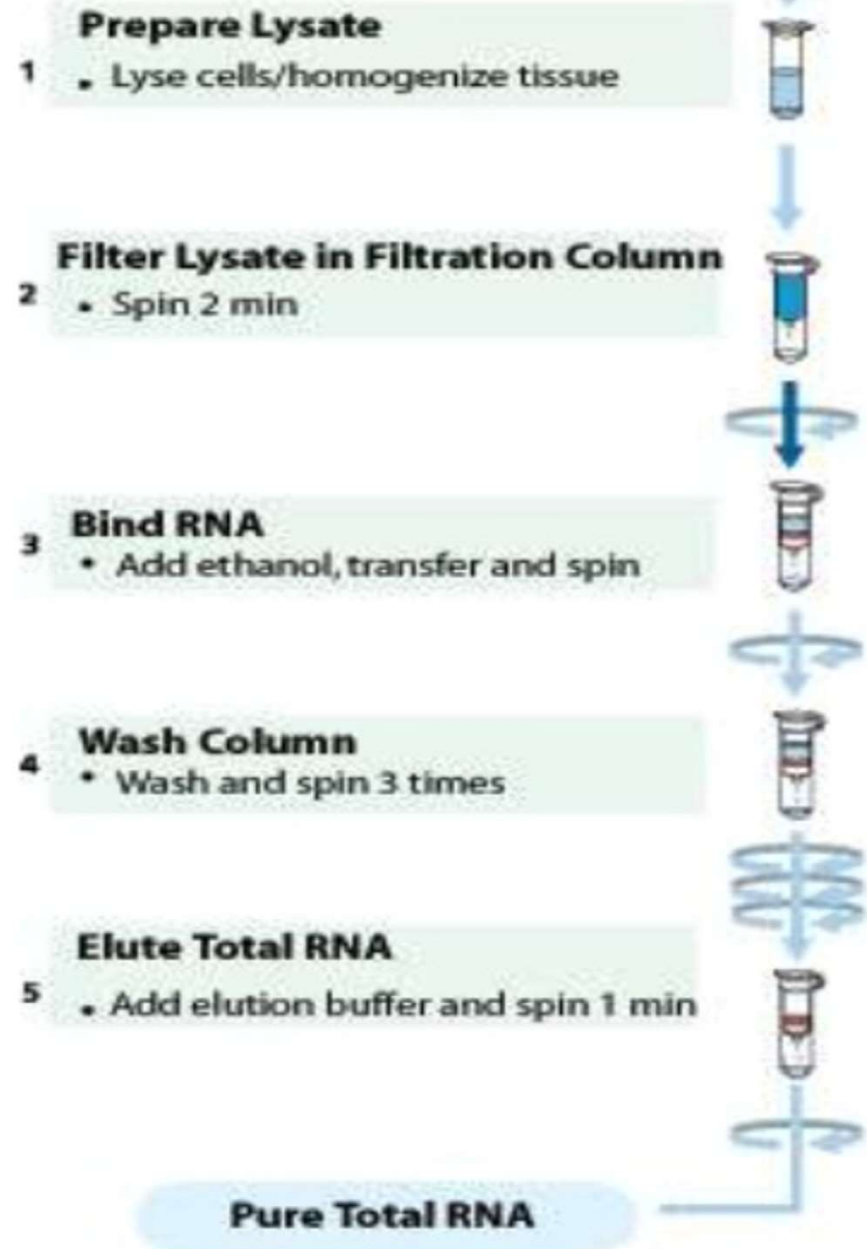 Prepare Lysate
1
• Lyse cells/homogenize tissue
Filter Lysate in Filtration Column
2
• Spin 2 min
Bind RNA
3
• Add ethanol, transfer and spin
Wash Column
4
• Wash and spin 3 times
Elute Total RNA
5
• Add elution buffer and spin 1 min
Pure Total RNA